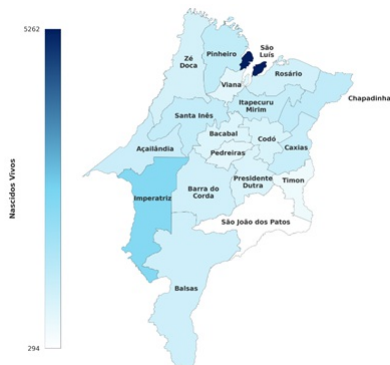 5262
Nascidos Vivos
294
São
Luís
Pinheiro
Zé
Doca
Rosário
Viana
Chapadinha
Itapecuru
Mirim
Santa Inês
Bacabal
Codó
Açailândia
Pedreiras
Caxias
Presidente
Dutra
Timon
Imperatriz
Barra do
Corda
São João dos Patos
Balsas